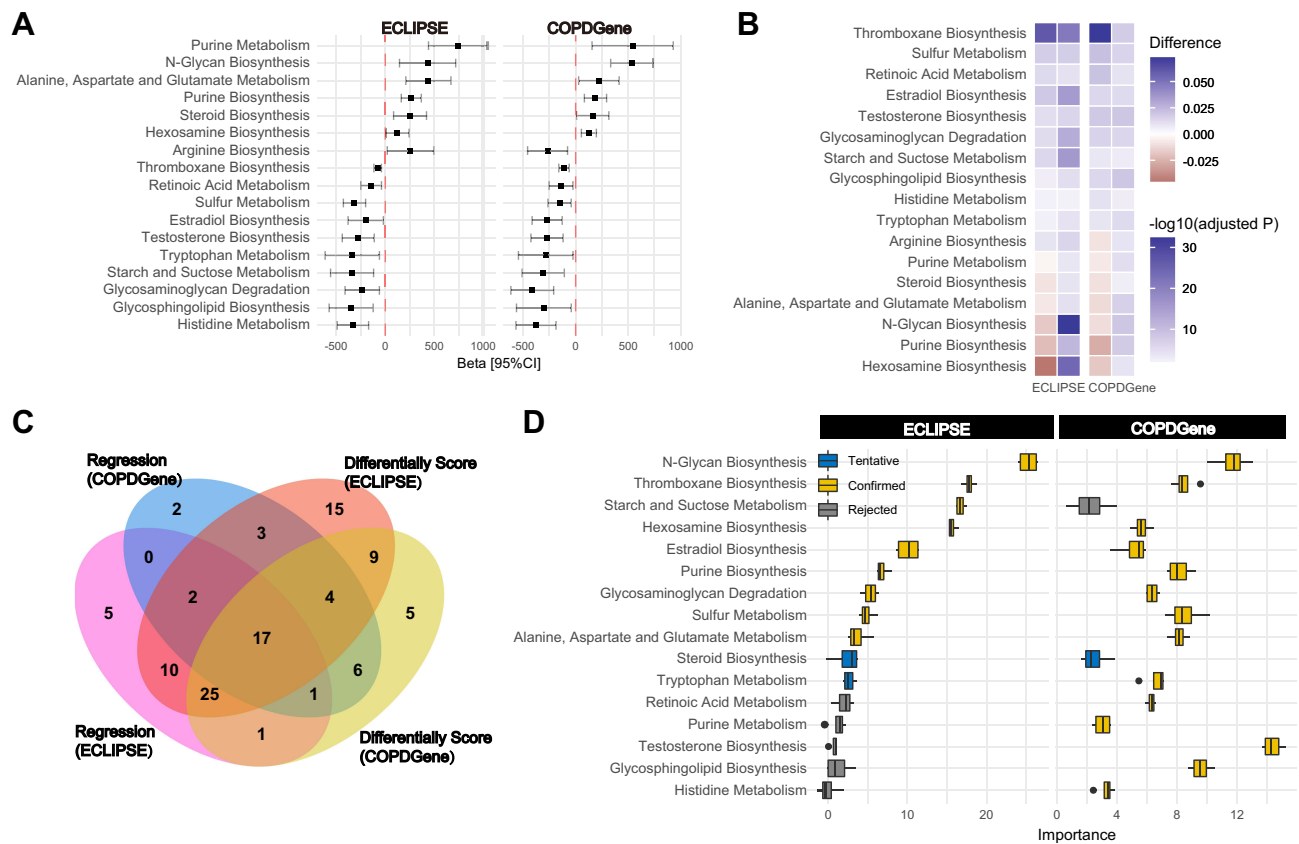 A
ECLIPSE
COPDGene
Purine Metabolism
N-Glycan Biosynthesis
Alanine, Aspartate and Glutamate Metabolism
Purine Biosynthesis
Steroid Biosynthesis
Hexosamine Biosynthesis
Arginine Biosynthesis
Thromboxane Biosynthesis
Retinoic Acid Metabolism
Sulfur Metabolism
Estradiol Biosynthesis
Testosterone Biosynthesis
Tryptophan Metabolism
Starch and Suctose Metabolism
Glycosaminoglycan Degradation
Glycosphingolipid Biosynthesis
Histidine Metabolism
-500 0 500 1000 -500 0 500 1000
Beta [95%CI]
B
Thromboxane Biosynthesis
Sulfur Metabolism
Retinoic Acid Metabolism
Estradiol Biosynthesis
Testosterone Biosynthesis
Glycosaminoglycan Degradation
Starch and Suctose Metabolism
Glycosphingolipid Biosynthesis
Histidine Metabolism
Tryptophan Metabolism
Arginine Biosynthesis
Purine Metabolism
Steroid Biosynthesis
Alanine, Aspartate and Glutamate Metabolism
N-Glycan Biosynthesis
Purine Biosynthesis
Hexosamine Biosynthesis
ECLIPSE COPDGene
Difference
0.050
0.025
0.000
-0.025
-log10(adjusted P)
30
20
10
C
Regression
(COPDGene)
Differentially Score
(ECLIPSE)
2
15
3
0
9
2
4
5
5
17
10
6
25
1
1
Regression
(ECLIPSE)
Differentially Score
(COPDGene)
D
ECLIPSE
COPDGene
Tentative
Confirmed
Rejected
N-Glycan Biosynthesis
Thromboxane Biosynthesis
Starch and Suctose Metabolism
Hexosamine Biosynthesis
Estradiol Biosynthesis
Purine Biosynthesis
Glycosaminoglycan Degradation
Sulfur Metabolism
Alanine, Aspartate and Glutamate Metabolism
Steroid Biosynthesis
Tryptophan Metabolism
Retinoic Acid Metabolism
Purine Metabolism
Testosterone Biosynthesis
Glycosphingolipid Biosynthesis
Histidine Metabolism
0 10 20 0 4 8 12
Importance